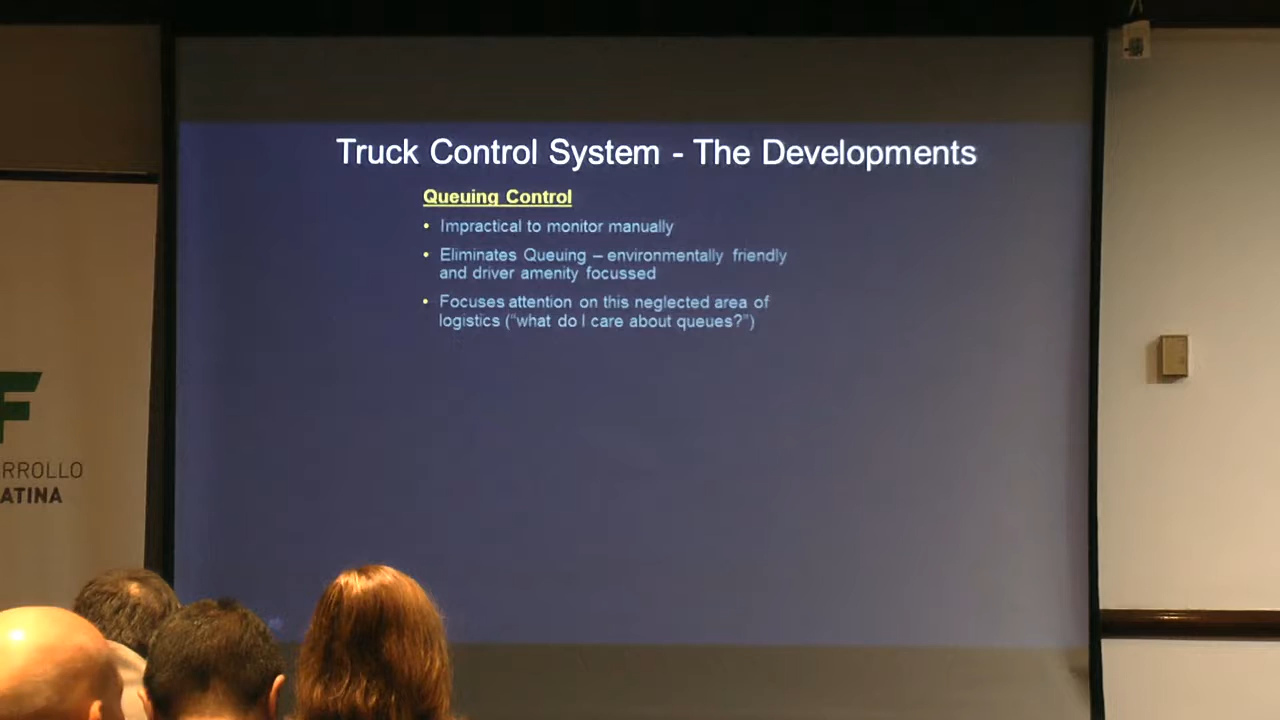 Truck Control System - The Developments
Queuing Control
• Impractical to monitor manually
• Eliminates Queuing – environmentally friendly
and driver amenity focussed
• Focuses attention on this neglected area of
logistics (“what do I care about queues?”)
F
RROLLO
ATINA